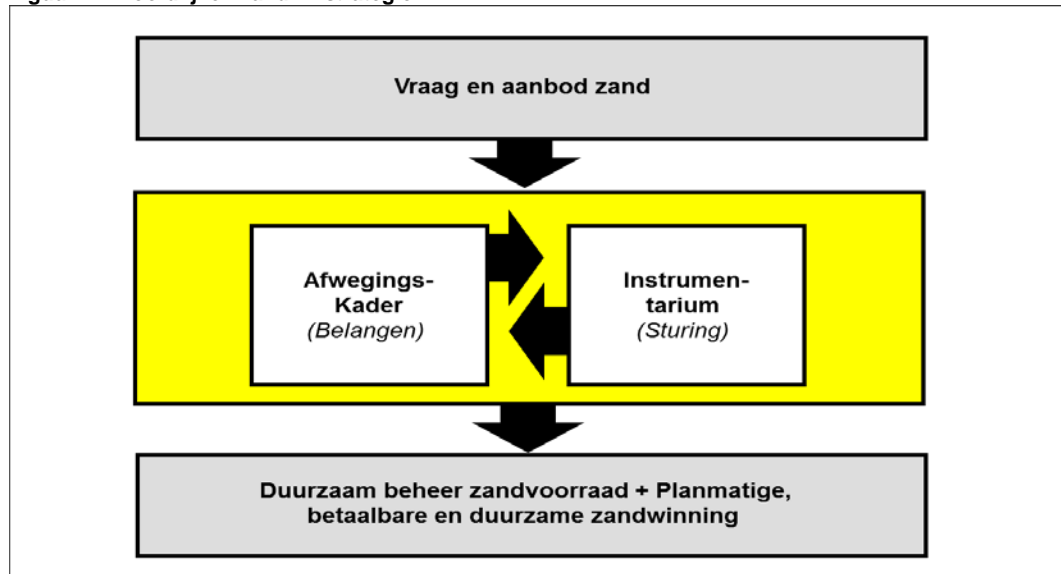 Vraag en aanbod zand
Afwegings-
Kader
(Belangen)
Instrumen-
tarium
(Sturing)
Duurzaam beheer zandvoorraad + Planmatige,
betaalbare en duurzame zandwinning